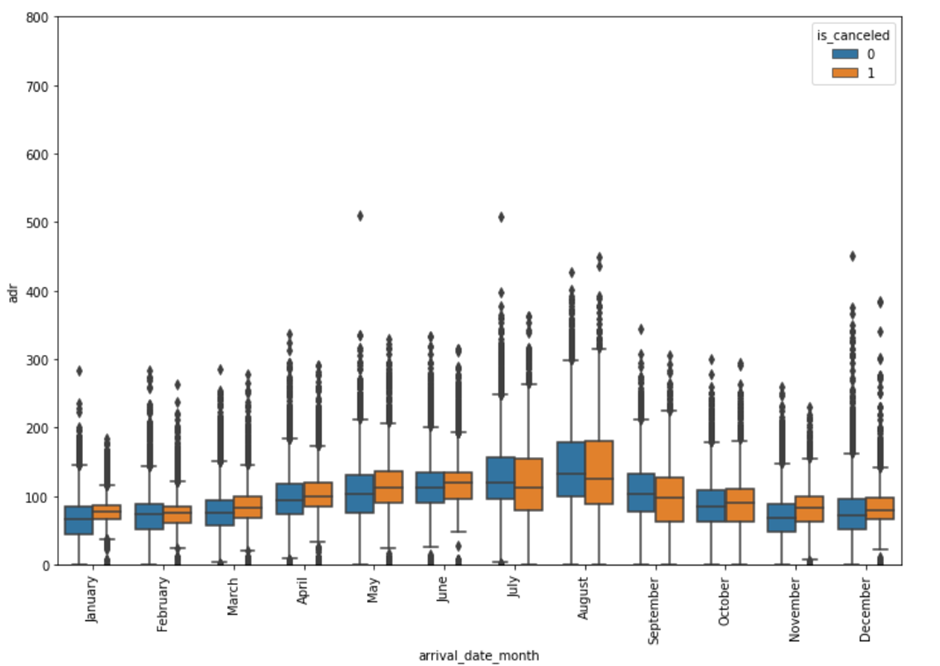 800
700
600
500
400
300
200
100
0
adr
is_canceled
0
1
January
February
March
April
May
June
July
August
September
October
November
December
arrival_date_month